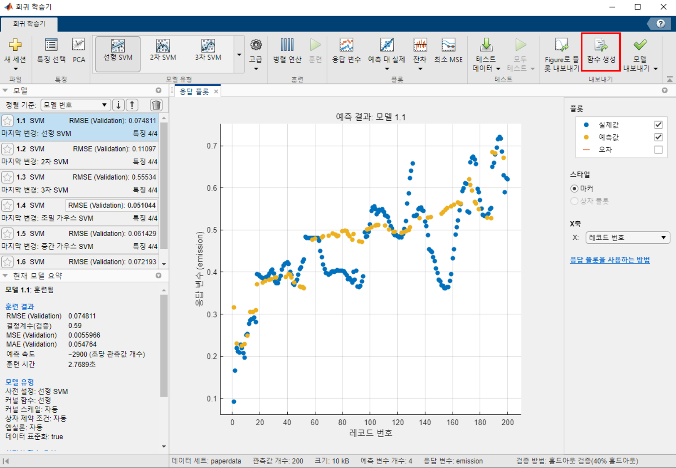 회귀 학습기
회귀 학습기
새 세션
파일
특징 선택
PCA
특징
선형 SVM
2차 SVM
3차 SVM
모델 유형
고급
병렬 연산
훈련
훈련
응답 변수
예측 대 실제
잔차
최소 MSE
플롯
테스트
데이터
모두
테스트
테스트
Figure로 플
롯 내보내기
함수 생성
모델
내보내기
내보내기
모델
정렬 기준:
모델 번호
1.1 SVM RMSE (Validation): 0.074811
마지막 변경: 선형 SVM 특징 4/4
1.2 SVM RMSE (Validation): 0.11097
마지막 변경: 2차 SVM 특징 4/4
1.3 SVM RMSE (Validation): 0.55534
마지막 변경: 3차 SVM 특징 4/4
1.4 SVM RMSE (Validation): 0.051044
마지막 변경: 조밀 가우스 SVM 특징 4/4
1.5 SVM RMSE (Validation): 0.061429
마지막 변경: 중간 가우스 SVM 특징 4/4
1.6 SVM RMSE (Validation): 0.072193
현재 모델 요약
모델 1.1: 훈련됨
훈련 결과
RMSE (Validation) 0.074811
결정계수(검증) 0.59
MSE (Validation) 0.0055966
MAE (Validation) 0.054764
예측 속도 ~2900 (초당 관측값 개수)
훈련 시간 2.7689초
모델 유형
사전 설정: 선형 SVM
커널 함수: 선형
커널 스케일: 자동
상자 제약 조건: 자동
엡실론: 자동
데이터 표준화: true
응답 플롯
예측 결과: 모델 1.1
응답 변수 (emission)
0.7
0.6
0.5
0.4
0.3
0.2
0.1
0 20 40 60 80 100 120 140 160 180 200
레코드 번호
플롯
실제값
예측값
오차
스타일
마커
상자 플롯
X축
X: 레코드 번호
응답 플롯을 사용하는 방법
데이터 세트: paperdata 관측값 개수: 200 크기: 10 kB 예측 변수 개수: 4 응답 변수: emission 검증 방법: 홀드아웃 검증(40% 홀드아웃)